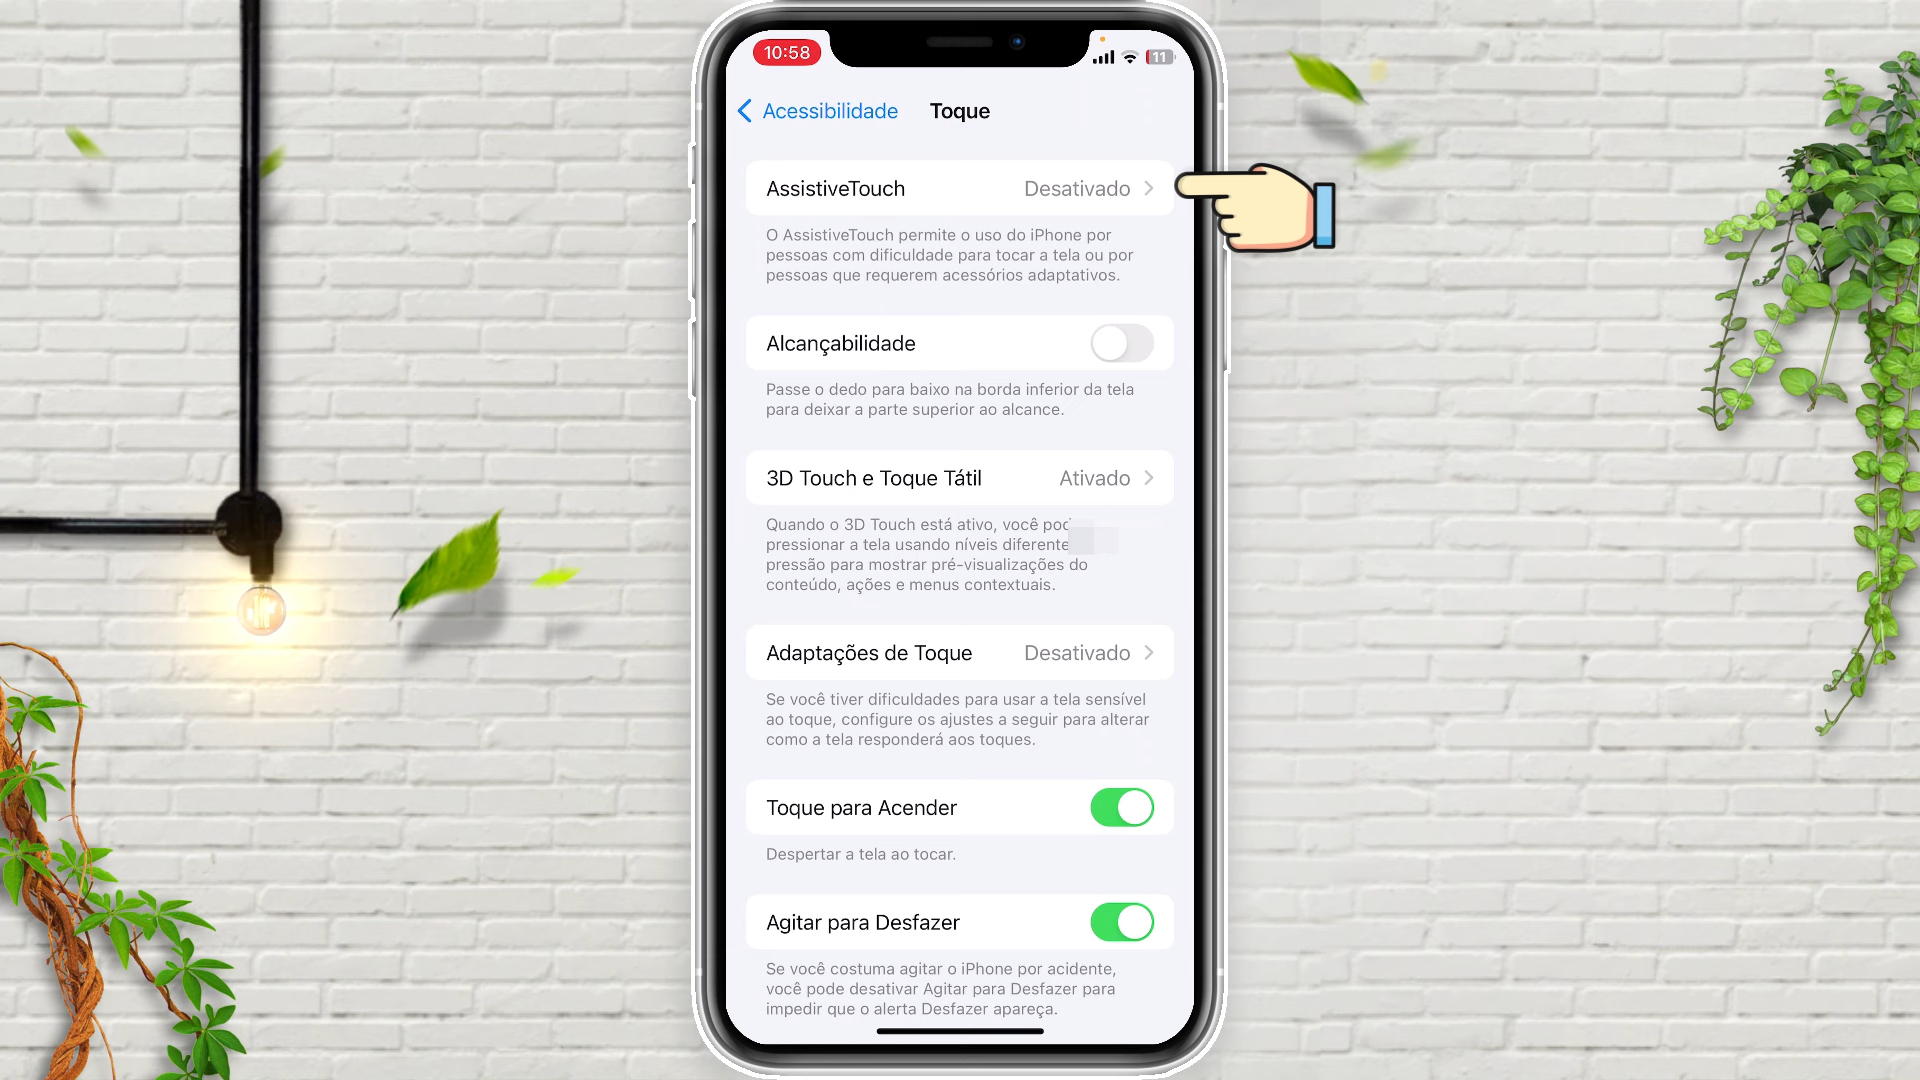 10:58
11
Acessibilidade
Toque
AssistiveTouch
Desativado
O AssistiveTouch permite o uso do iPhone por
pessoas com dificuldade para tocar a tela ou por
pessoas que requerem acessórios adaptativos.
Alcançabilidade
Passe o dedo para baixo na borda inferior da tela
para deixar a parte superior ao alcance.
3D Touch e Toque Tátil
Ativado
Quando o 3D Touch está ativo, você
pressionar a tela usando níveis
pressão para mostrar pré-visualizações do
conteúdo, ações e menus contextuais.
Adaptações de Toque
Desativado
Se você tiver dificuldades para usar a tela sensível
ao toque, configure os ajustes a seguir para alterar
como a tela responderá aos toques.
Toque para Acender
Despertar a tela ao tocar.
Agitar para Desfazer
Se você costuma agitar o iPhone por acidente,
você pode desativar Agitar para Desfazer para
impedir que o alerta Desfazer apareça.